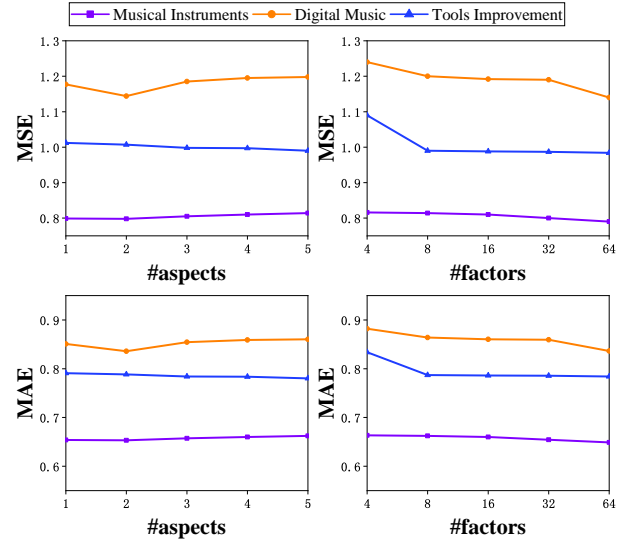 Musical Instruments Digital Music Tools Improvement
1.3
1.2
1.1
1.0
0.9
0.8
MSE
1 2 3 4 5
#aspects
1.3
1.2
1.1
1.0
0.9
0.8
MSE
4 8 16 32 64
#factors
0.9
0.8
0.7
0.6
MAE
1 2 3 4 5
#aspects
0.9
0.8
0.7
0.6
MAE
4 8 16 32 64
#factors